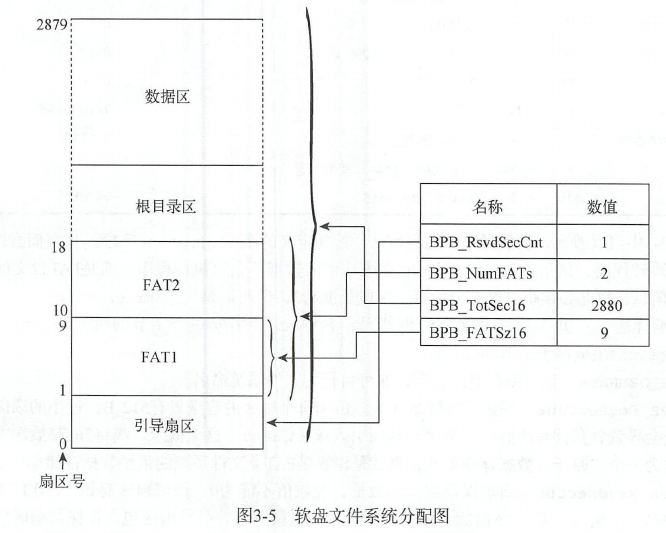 2879
数据区
根目录区
18
FAT2
10
9
FAT1
1
引导扇区
0
扇区号
名称 数值
BPB_RsvdSecCnt
BPB_NumFATs 2
BPB_TotSec16 2880
BPB_FATSz16 9
图3-5 软盘文件系统分配图